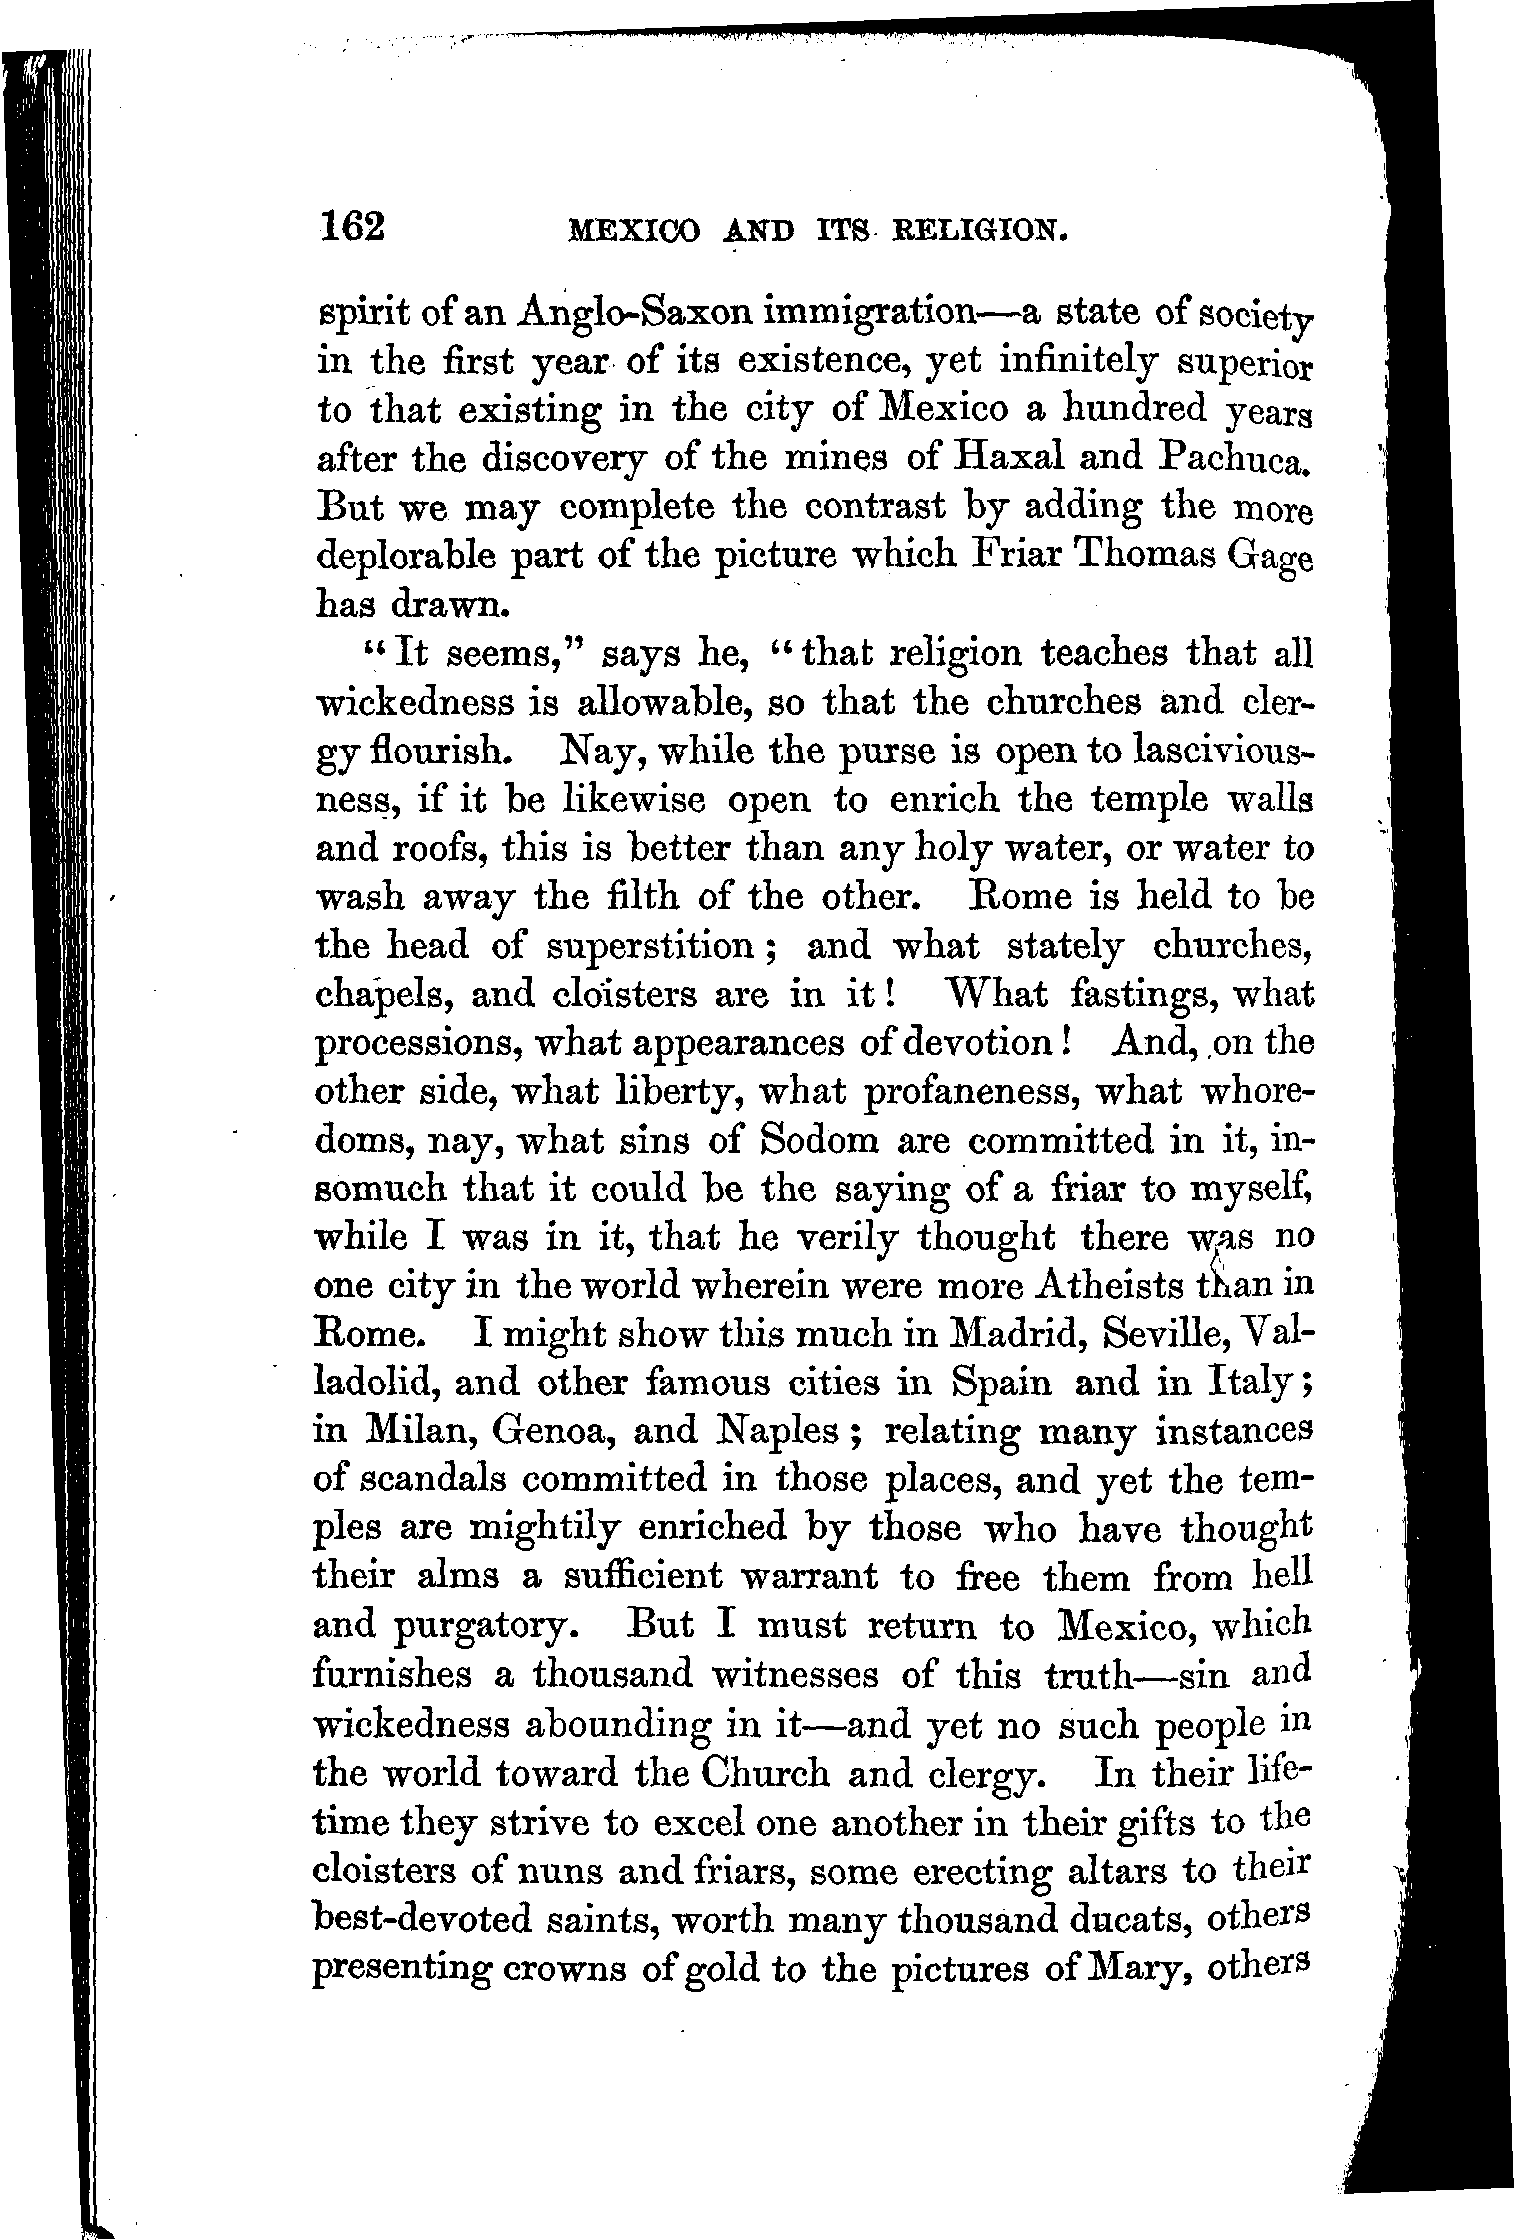 162 MEXICO AND ITS RELIGION.
spirit of an Anglo-Saxon immigration—a state of society
in the first year of its existence, yet infinitely superior
to that existing in the city of Mexico a hundred years
after the discovery of the mines of Haxal and Pachuca.
But we may complete the contrast by adding the more
deplorable part of the picture which Friar Thomas Gage
has drawn.
“It seems,” says he, “that religion teaches that all
wickedness is allowable, so that the churches and cler-
gy flourish. Nay, while the purse is open to lascivious-
ness, if it be likewise open to enrich the temple walls
and roofs, this is better than any holy water, or water to
wash away the filth of the other. Rome is held to be
the head of superstition; and what stately churches,
chapels, and cloisters are in it! What fastings, what
processions, what appearances of devotion! And, on the
other side, what liberty, what profaneness, what whore-
doms, nay, what sins of Sodom are committed in it, in-
somuch that it could be the saying of a friar to myself,
while I was in it, that he verily thought there was no
one city in the world wherein were more Atheists than in
Rome. I might show this much in Madrid, Seville, Val-
ladolid, and other famous cities in Spain and in Italy;
in Milan, Genoa, and Naples; relating many instances
of scandals committed in those places, and yet the tem-
ples are mightily enriched by those who have thought
their alms a sufficient warrant to free them from hell
and purgatory. But I must return to Mexico, which
furnishes a thousand witnesses of this truth—sin and
wickedness abounding in it—and yet no such people in
the world toward the Church and clergy. In their life-
time they strive to excel one another in their gifts to the
cloisters of nuns and friars, some erecting altars to their
best-devoted saints, worth many thousand ducats, others
presenting crowns of gold to the pictures of Mary, others